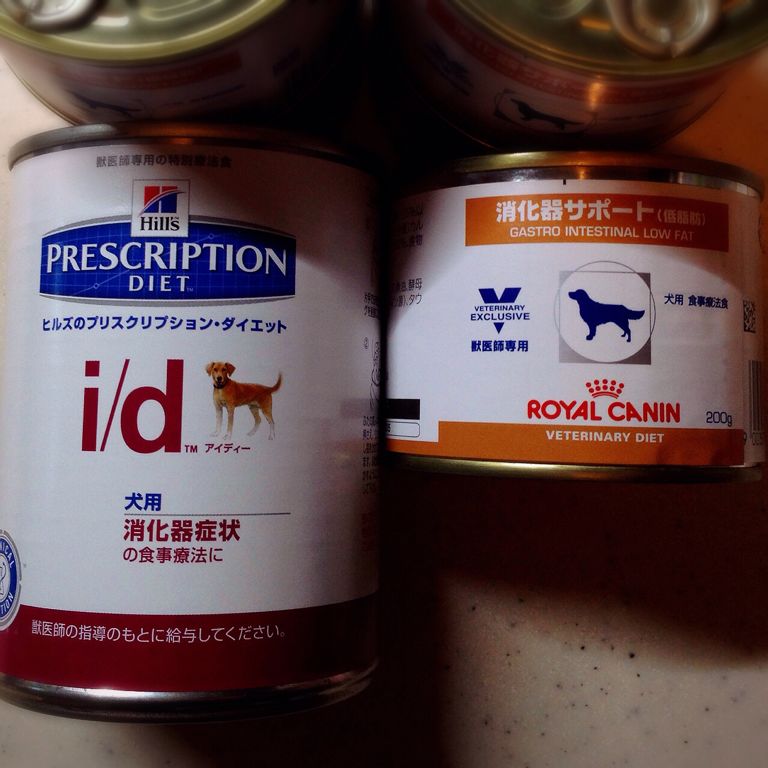 獣医師専用の特別療法食
Hill's
PRESCRIPTION
DIET™
ヒルズのプリスクリプション・ダイエット
i/d™
アイディー
犬用
消化器症状
の食事療法に
獣医師の指導のもとに給与してください。
消化器サポート(低脂肪)
GASTRO INTESTINAL LOW FAT
VETERINARY
EXCLUSIVE
獣医師専用
犬用 食事療法食
ROYAL CANIN
200g
VETERINARY DIET